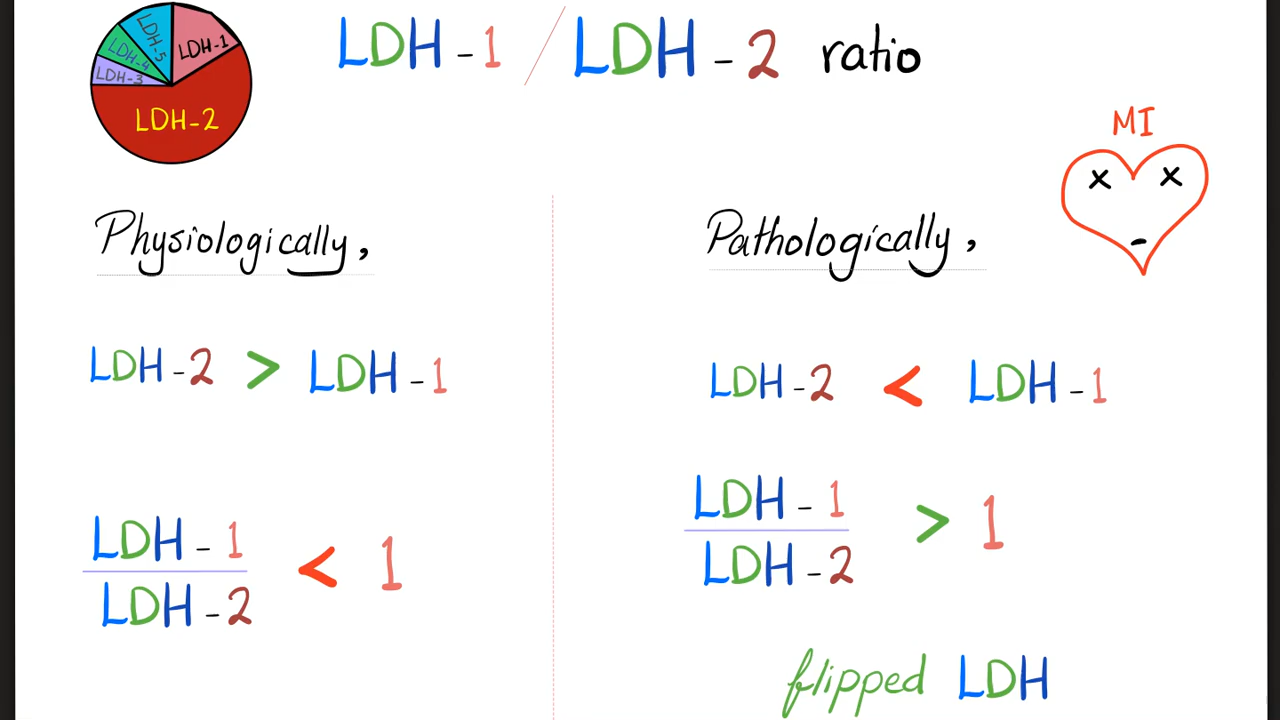 LDH-1 / LDH-2 ratio
LDH-1
LDH-5
LDH-4
LDH-3
LDH-2
MI
Physiologically,
LDH-2 > LDH-1
LDH-1
LDH-2
< 1
Pathologically,
LDH-2 < LDH-1
LDH-1
LDH-2
> 1
flipped LDH